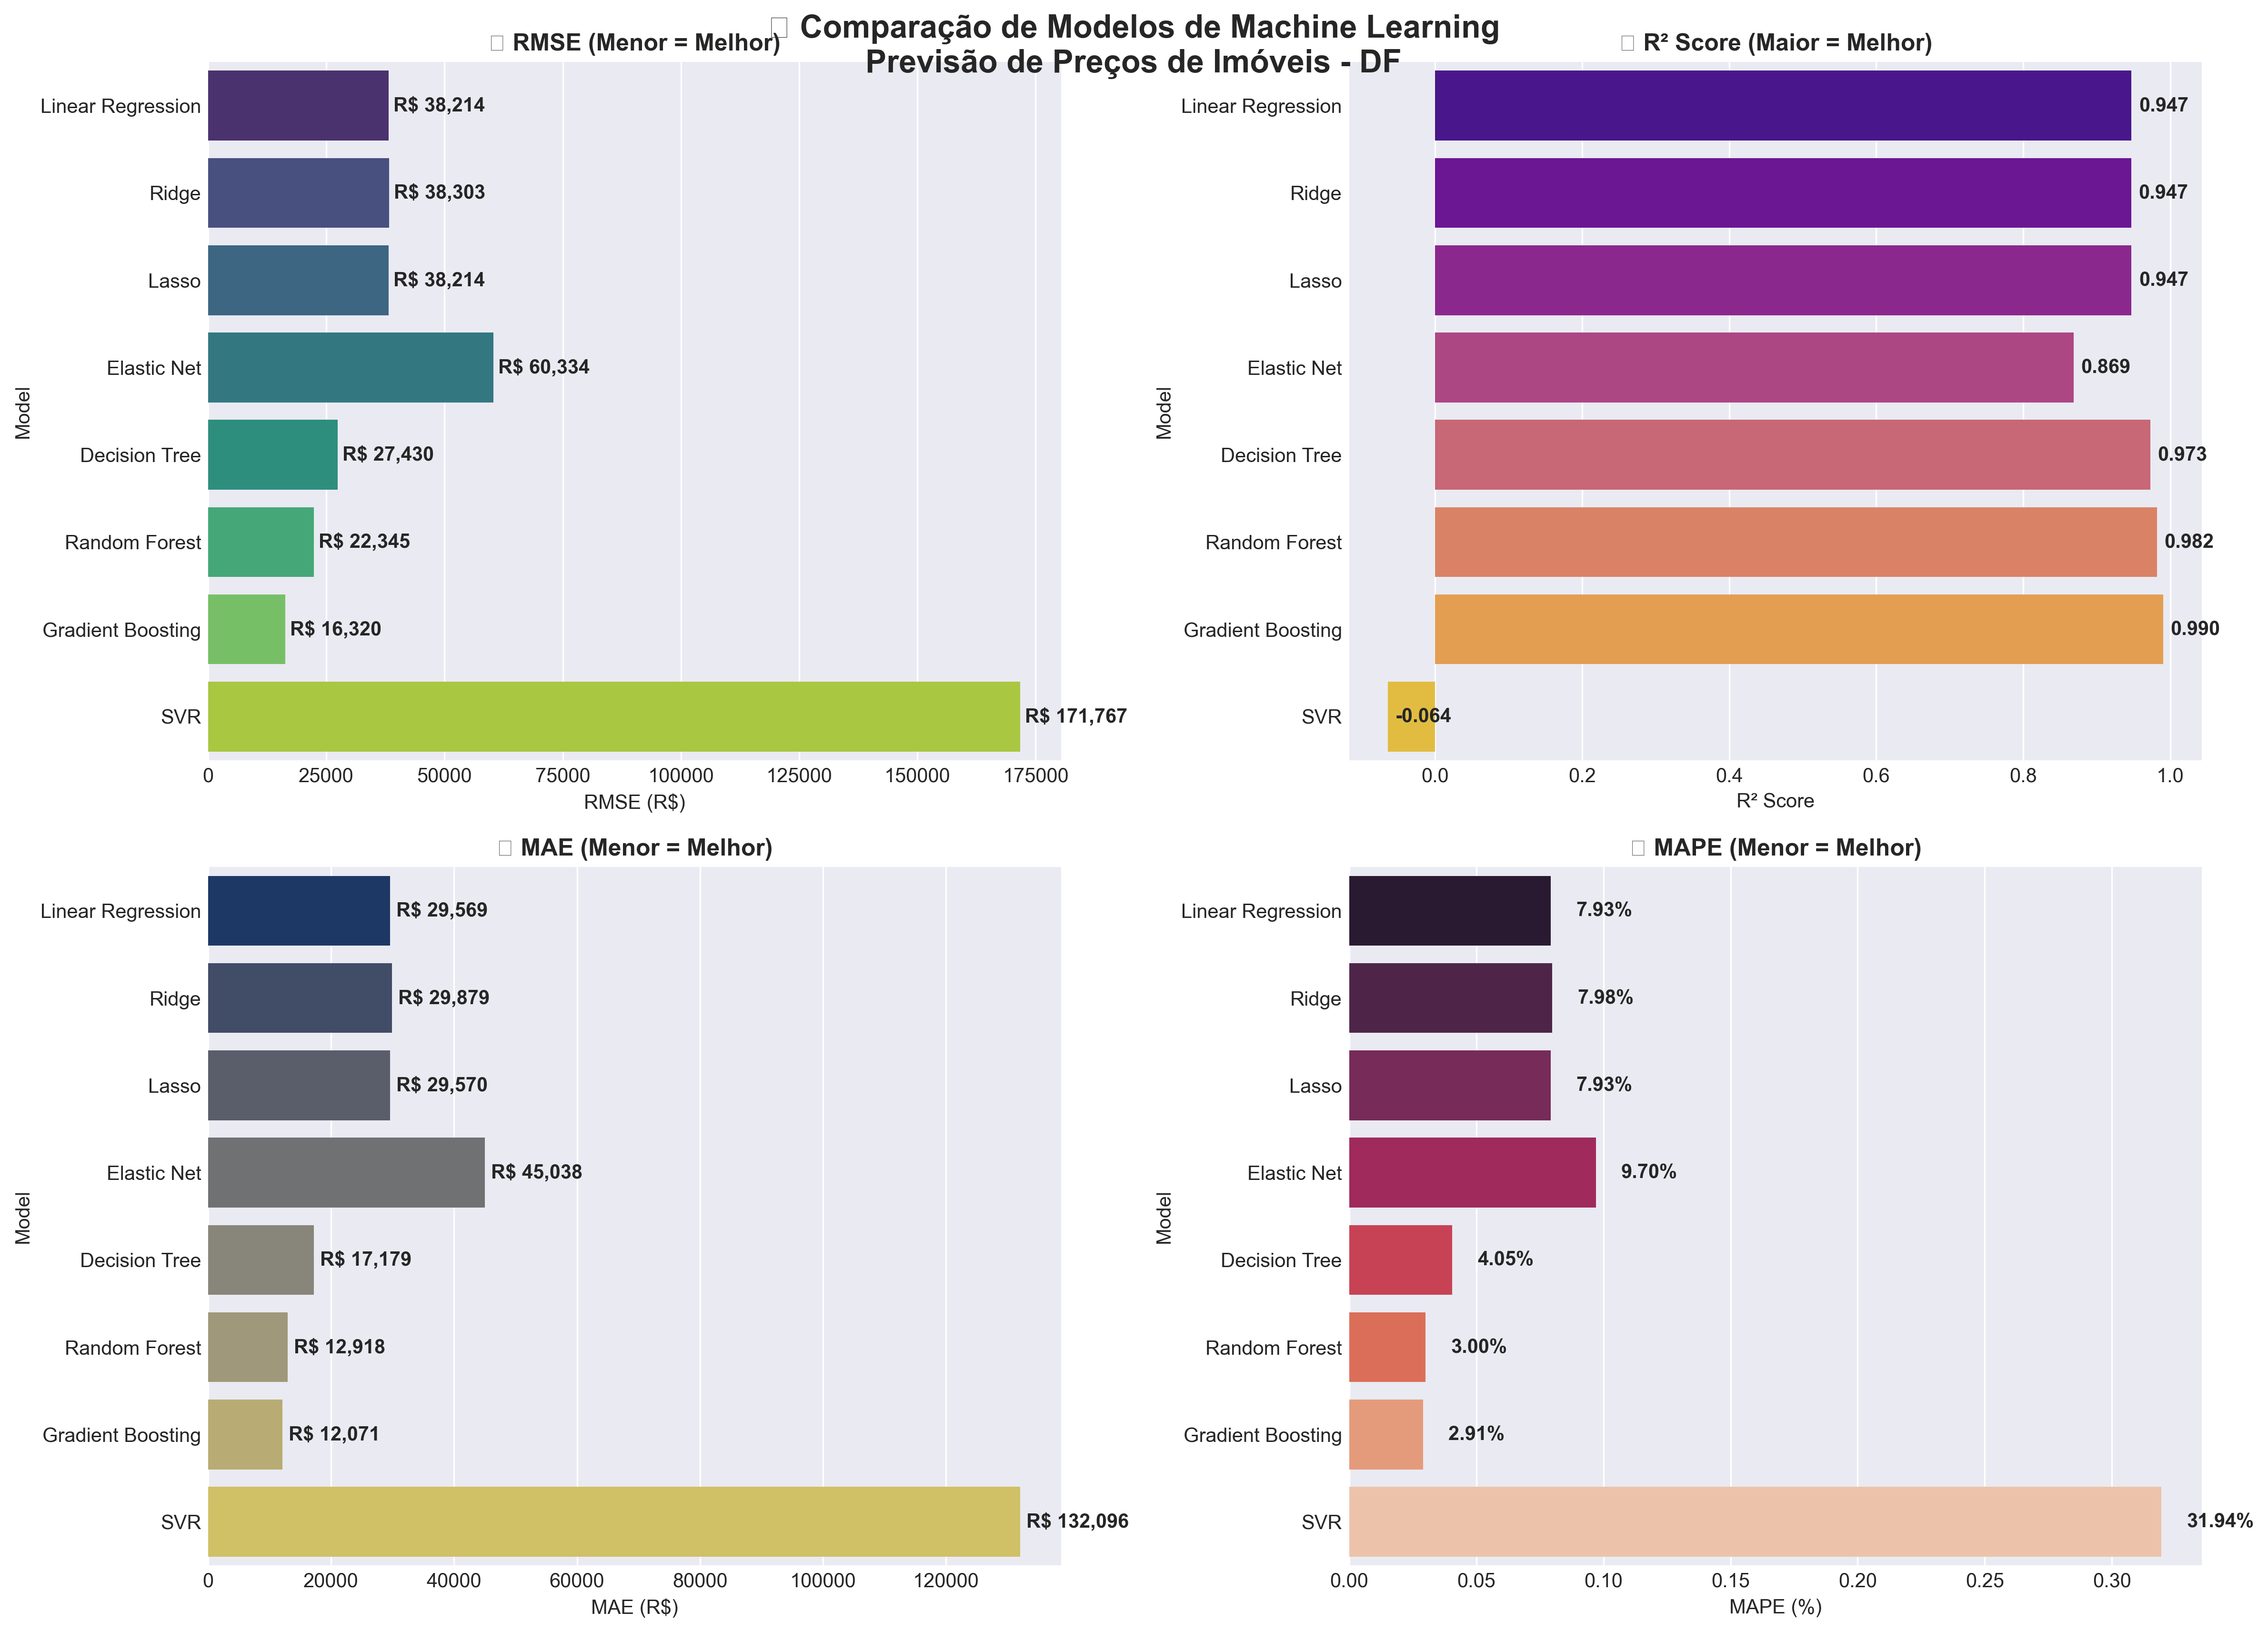 Comparação de Modelos de Machine Learning
Previsão de Preços de Imóveis - DF
RMSE (Menor = Melhor)
Model
Linear Regression
R$ 38,214
Ridge
R$ 38,303
Lasso
R$ 38,214
Elastic Net
R$ 60,334
Decision Tree
R$ 27,430
Random Forest
R$ 22,345
Gradient Boosting
R$ 16,320
SVR
R$ 171,767
0 25000 50000 75000 100000 125000 150000 175000
RMSE (R$)
R² Score (Maior = Melhor)
Model
Linear Regression
0.947
Ridge
0.947
Lasso
0.947
Elastic Net
0.869
Decision Tree
0.973
Random Forest
0.982
Gradient Boosting
0.990
SVR
-0.064
0.0 0.2 0.4 0.6 0.8 1.0
R² Score
MAE (Menor = Melhor)
Model
Linear Regression
R$ 29,569
Ridge
R$ 29,879
Lasso
R$ 29,570
Elastic Net
R$ 45,038
Decision Tree
R$ 17,179
Random Forest
R$ 12,918
Gradient Boosting
R$ 12,071
SVR
R$ 132,096
0 20000 40000 60000 80000 100000 120000
MAE (R$)
MAPE (Menor = Melhor)
Model
Linear Regression
7.93%
Ridge
7.98%
Lasso
7.93%
Elastic Net
9.70%
Decision Tree
4.05%
Random Forest
3.00%
Gradient Boosting
2.91%
SVR
31.94%
0.00 0.05 0.10 0.15 0.20 0.25 0.30
MAPE (%)